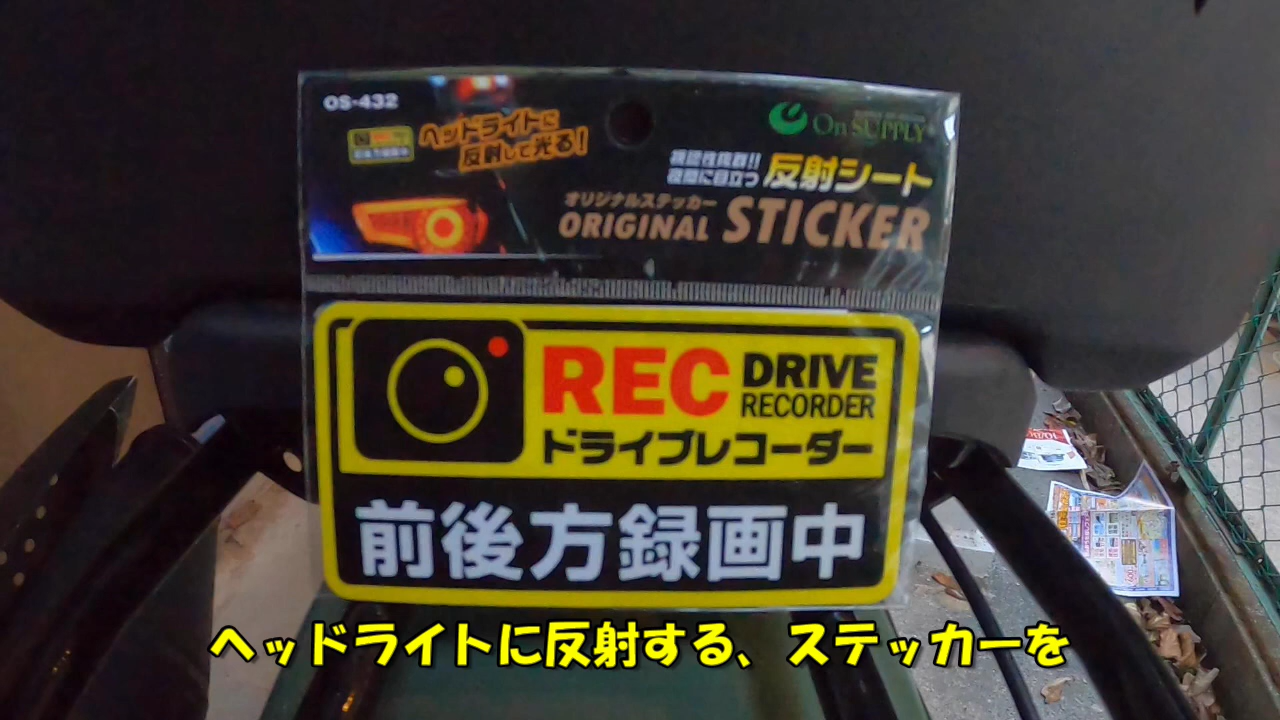 OS-432
ヘッドライトに
反射して光る!
On SUPPLY
視認性抜群!!
夜間に目立つ 反射シート
オリジナルステッカー
ORIGINAL STICKER
REC DRIVE
RECORDER
ドライブレコーダー
前後方録画中
ヘッドライトに反射する、ステッカーを